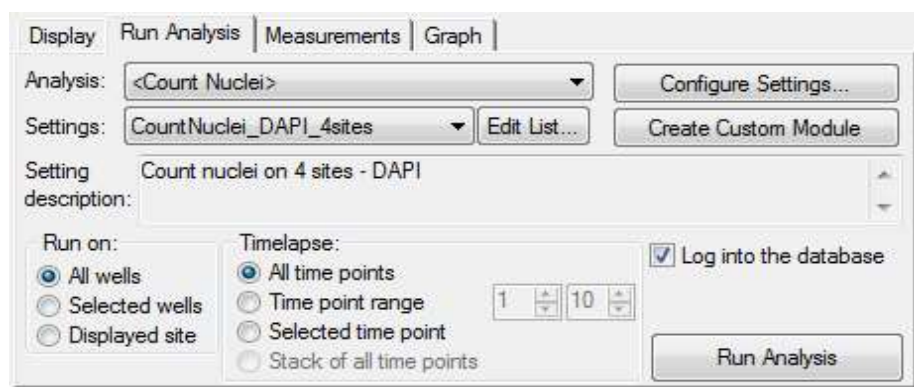 Display Run Analysis Measurements Graph
Analysis: <Count Nuclei> Configure Settings...
Settings: CountNuclei_DAPI_4sites Edit List... Create Custom Module
Setting description: Count nuclei on 4 sites - DAPI
Run on: Timelapse:
All wells All time points Log into the database
Selected wells Time point range 1 10
Displayed site Selected time point
Stack of all time points Run Analysis